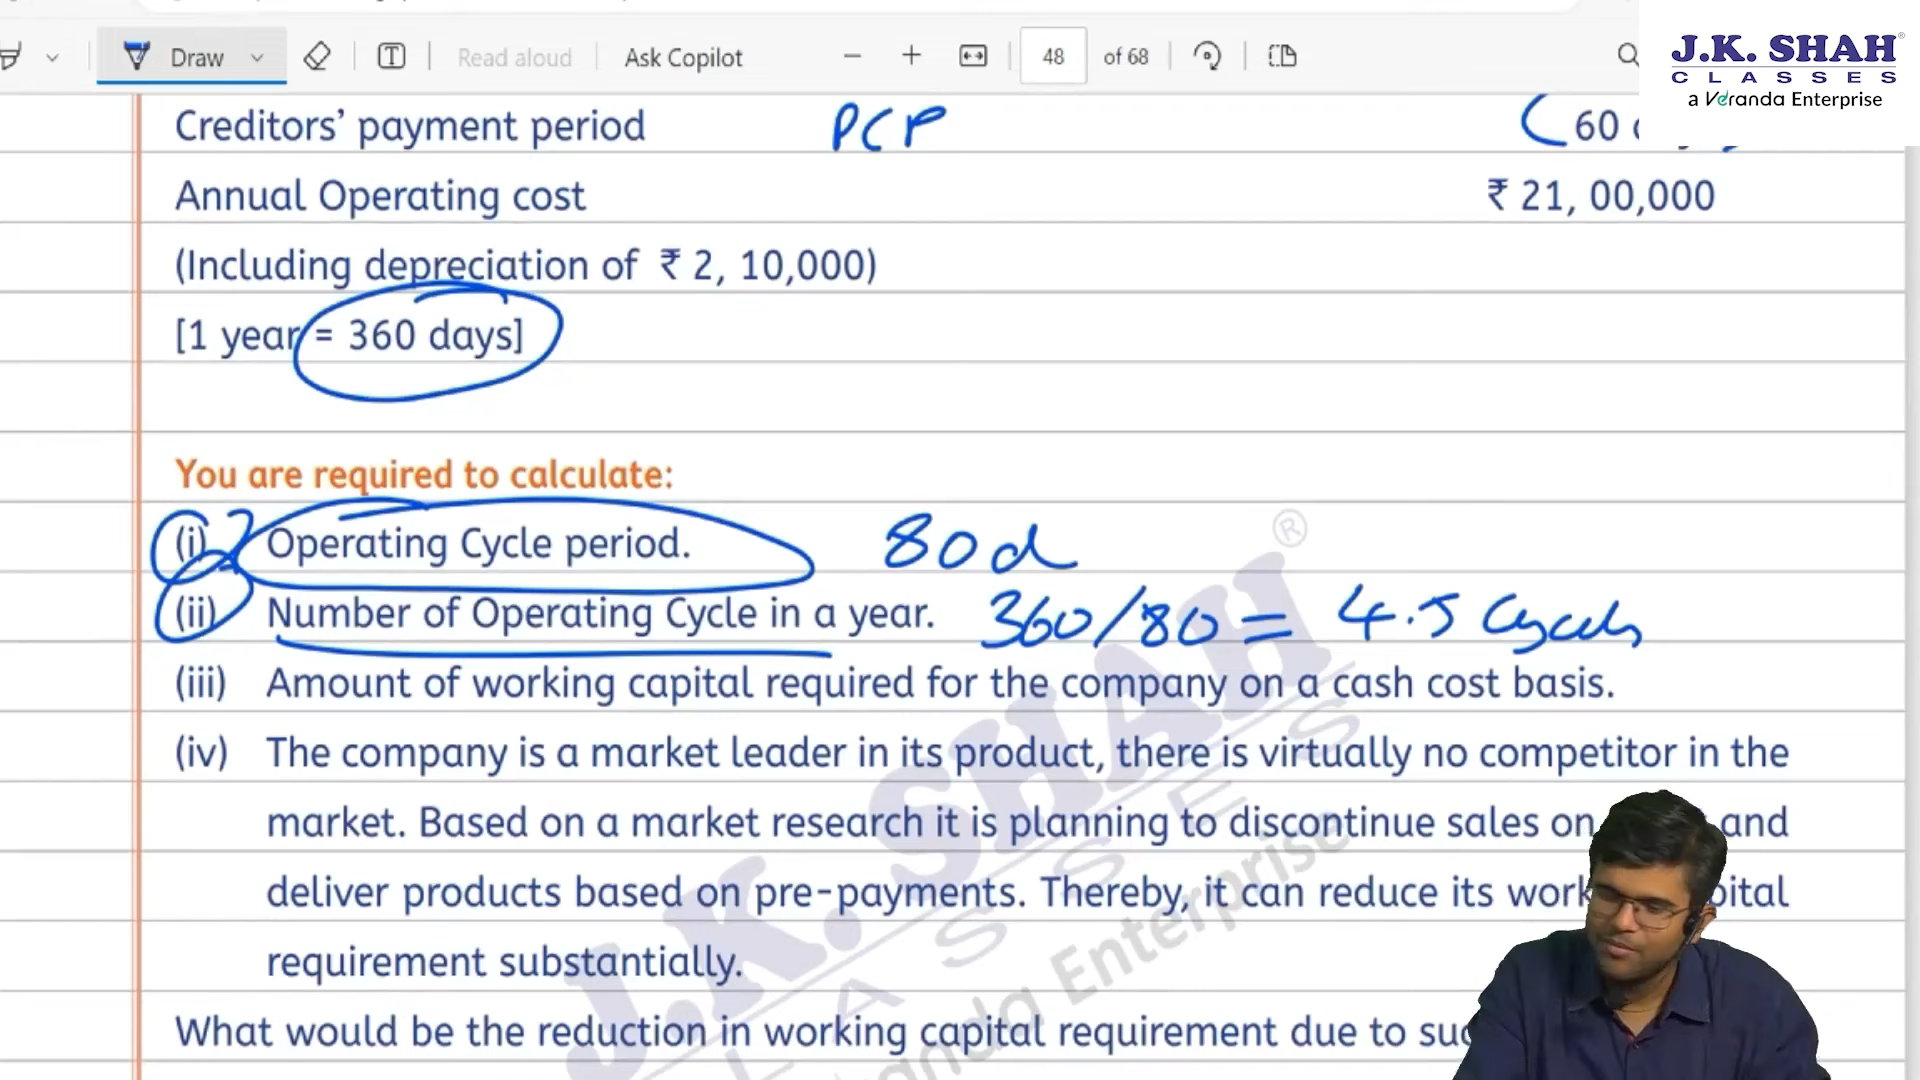 Draw
Read aloud
Ask Copilot
48 of 68
J.K. SHAH®
CLASSES
a Veranda Enterprise
Creditors’ payment period PCP (60
Annual Operating cost ₹ 21, 00,000
(Including depreciation of ₹ 2, 10,000)
[1 year = 360 days]
You are required to calculate:
(i) Operating Cycle period. 80d
(ii) Number of Operating Cycle in a year. 360/80 = 4.5 Cycles
(iii) Amount of working capital required for the company on a cash cost basis.
(iv) The company is a market leader in its product, there is virtually no competitor in the
market. Based on a market research it is planning to discontinue sales on and
deliver products based on pre-payments. Thereby, it can reduce its
requirement substantially.
What would be the reduction in working capital requirement due to
J.K. SHAH®
CLASSES
a Veranda Enterprise